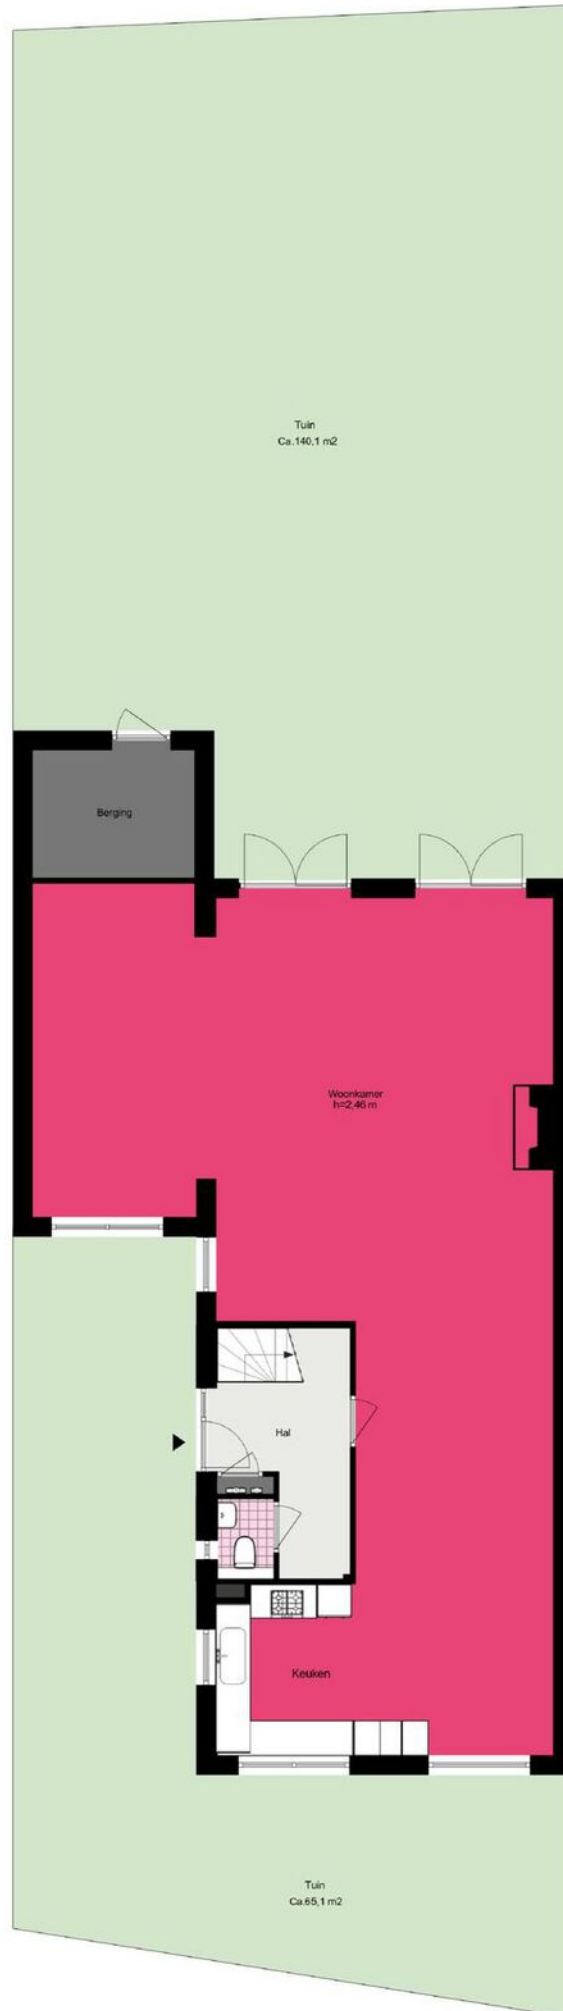 Tuin
Ca.140,1 m2
Berging
Woonkamer
h=2,46 m
Hal
Keuken
Tuin
Ca.65,1 m2